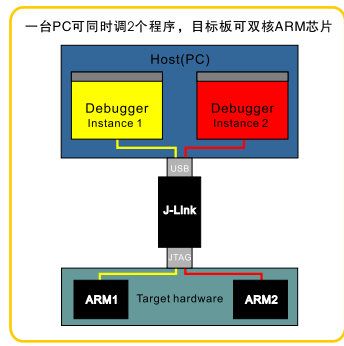 一台PC可同时调2个程序，目标板可双核ARM芯片
Host(PC)
Debugger
Instance 1
Debugger
Instance 2
USB
J-Link
JTAG
ARM1
Target hardware
ARM2